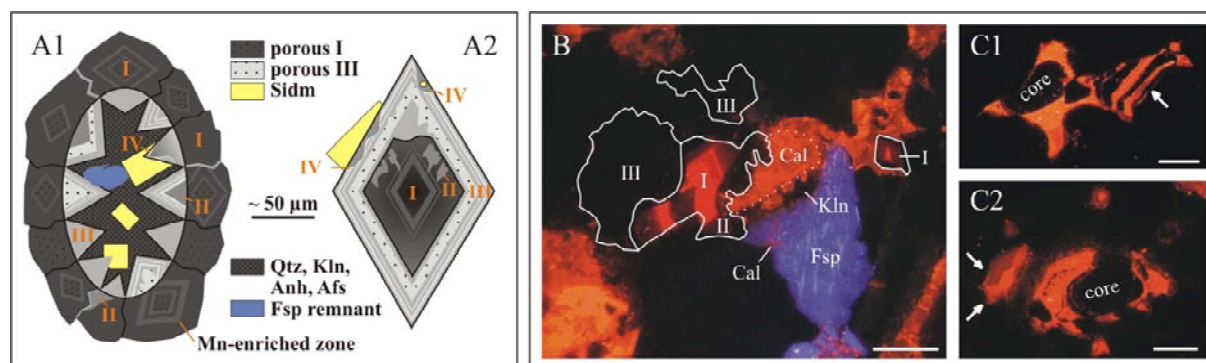 A1
A2
porous I
porous III
Sidm
~ 50 μm
Qtz, Kln,
Anh, Afs
Fsp remnant
Mn-enriched zone
I
IV
I
II
III
II
IV
IV
I
II
III
B
III
III
I
II
Cal
I
Kln
Cal
Fsp
C1
core
C2
core